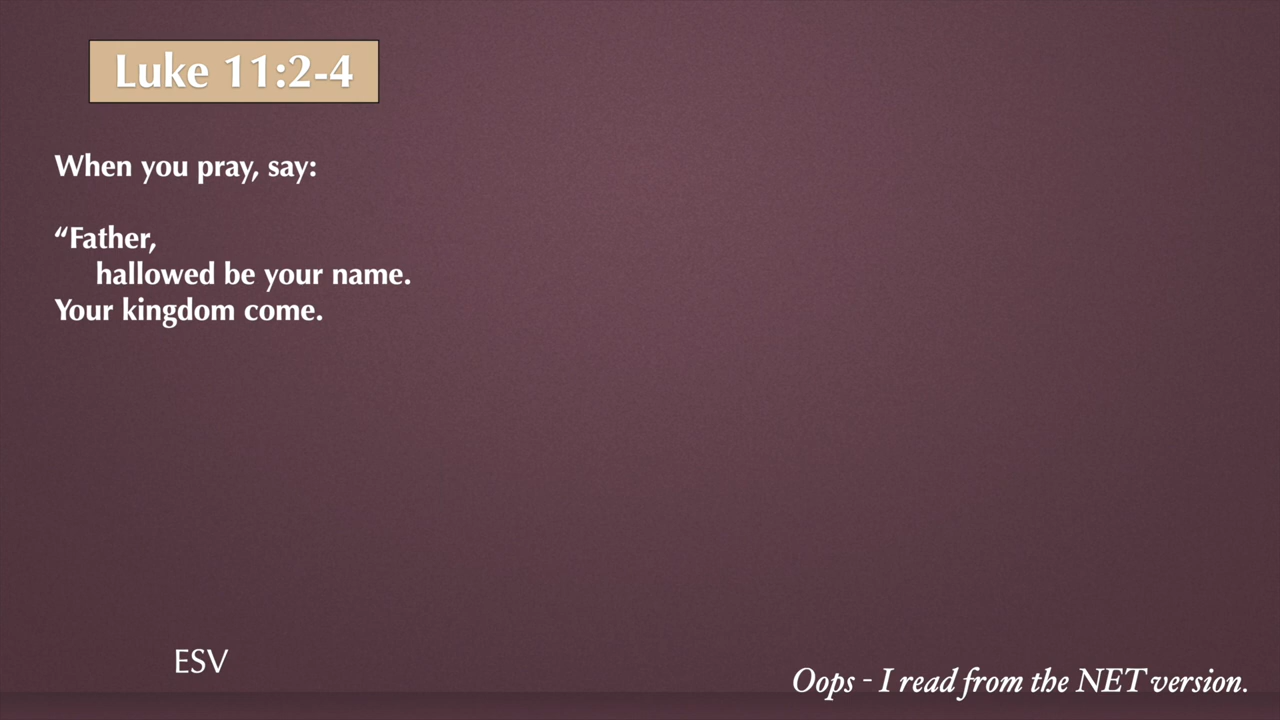 Luke 11:2-4
When you pray, say:
“Father,
hallowed be your name.
Your kingdom come.
ESV
Oops - I read from the NET version.